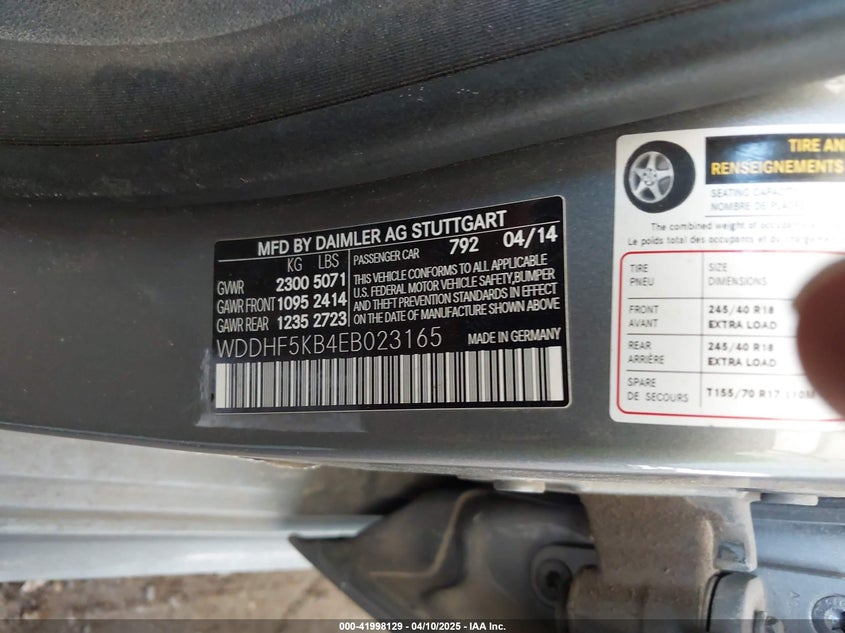 MFD BY DAIMLER AG STUTTGART
KG LBS
GVWR 2300 5071
GAWR FRONT 1095 2414
GAWR REAR 1235 2723
PASSENGER CAR 792 04/14
THIS VEHICLE CONFORMS TO ALL APPLICABLE
U.S. FEDERAL MOTOR VEHICLE SAFETY,BUMPER
AND THEFT PREVENTION STANDARDS IN EFFECT
ON THE DATE OF MANUFACTURE SHOWN ABOVE
WDDHF5KB4EB023165 MADE IN GERMANY
TIRE AN
RENSEIGNEMENTS
SEATING CAPACITY
NOMBRE DE PLACES
The combined weight of
Le poids total des occupants et du
TIRE SIZE
PNEU DIMENSIONS
FRONT 245/40 R18
AVANT EXTRA LOAD
REAR 245/40 R18
ARRIÈRE EXTRA LOAD
SPARE
DE SECOURS T155/70 R17 110M
000-41998129 - 04/10/2025 - IAA Inc.